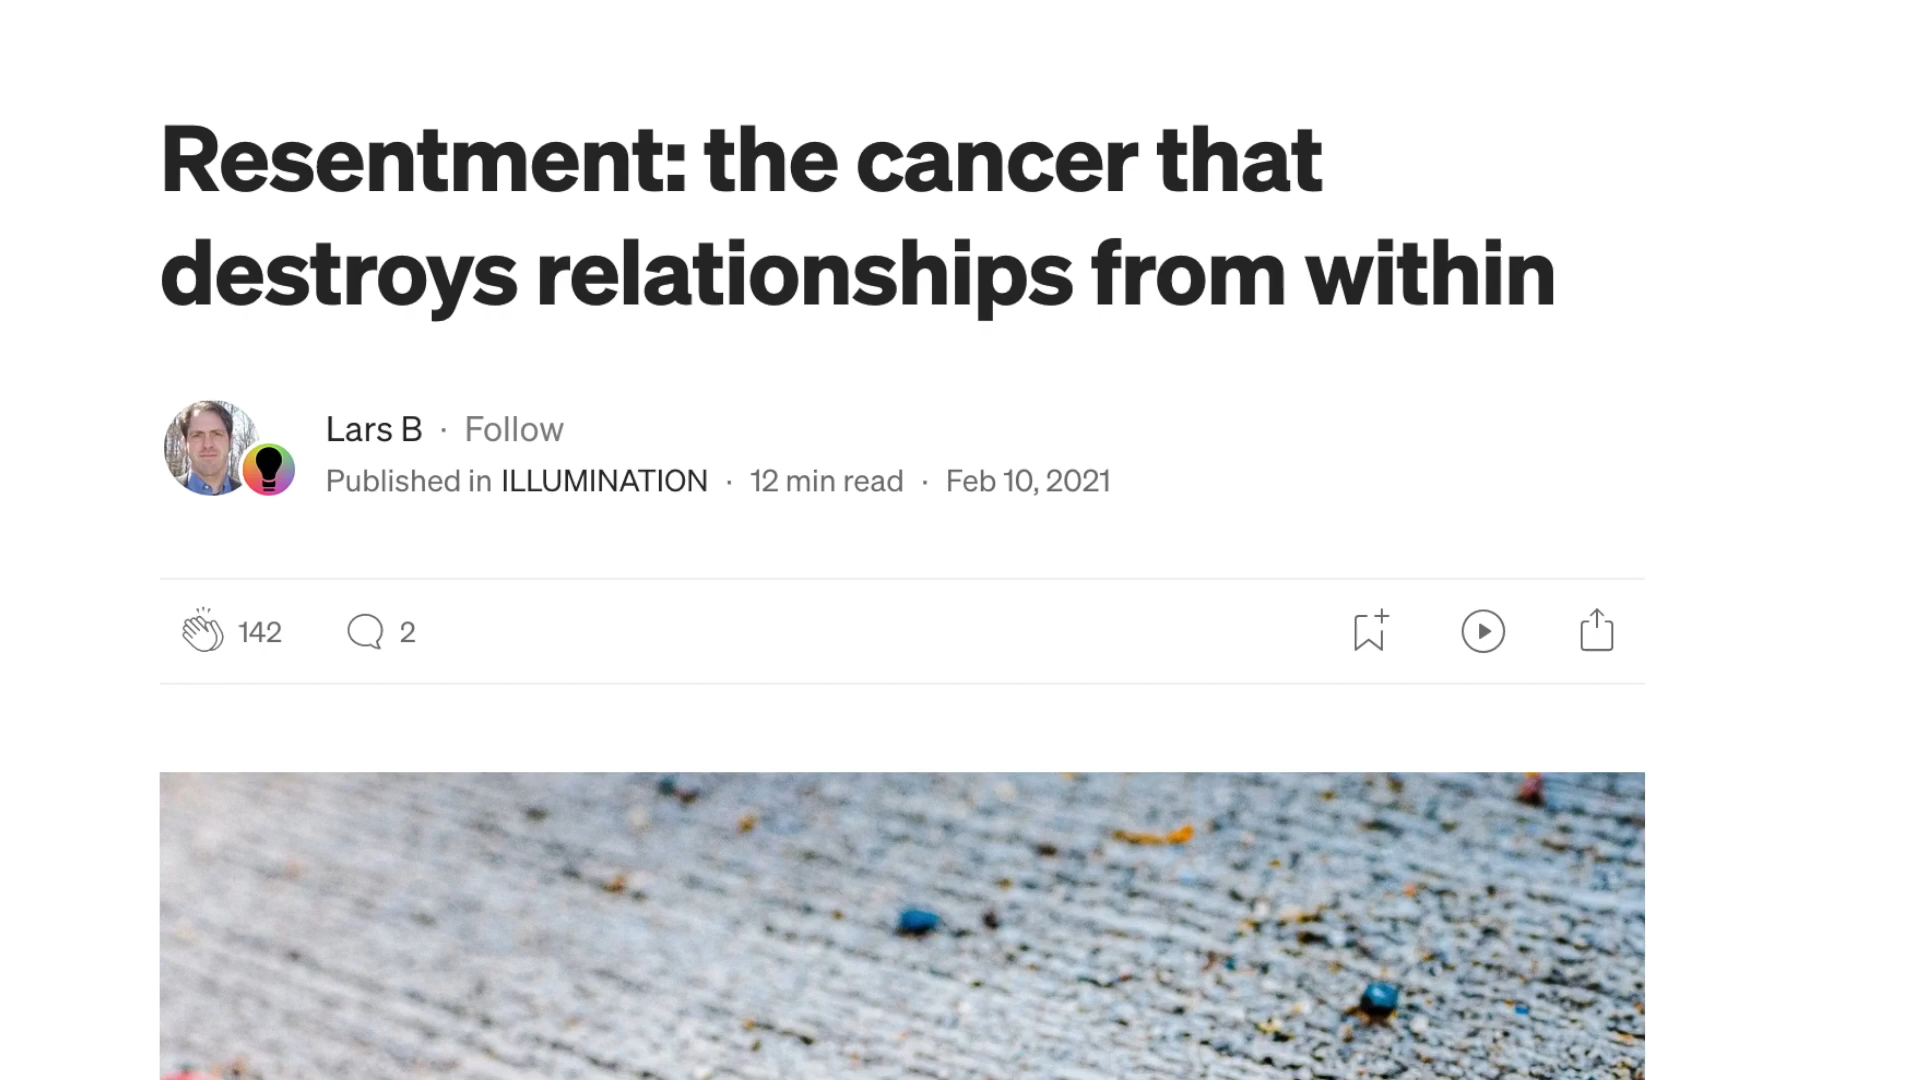 Resentment: the cancer that
destroys relationships from within
Lars B · Follow
Published in ILLUMINATION · 12 min read · Feb 10, 2021
142 2